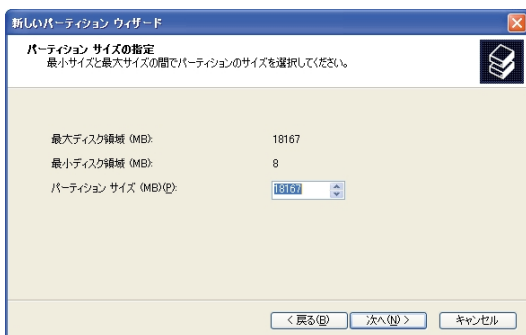 新しいパーティション ウィザード
パーティション サイズの指定
最小サイズと最大サイズの間でパーティションのサイズを選択してください。
最大ディスク領域 (MB): 18167
最小ディスク領域 (MB): 8
パーティション サイズ (MB)(P): 18167
< 戻る(B) 次へ(N) > キャンセル